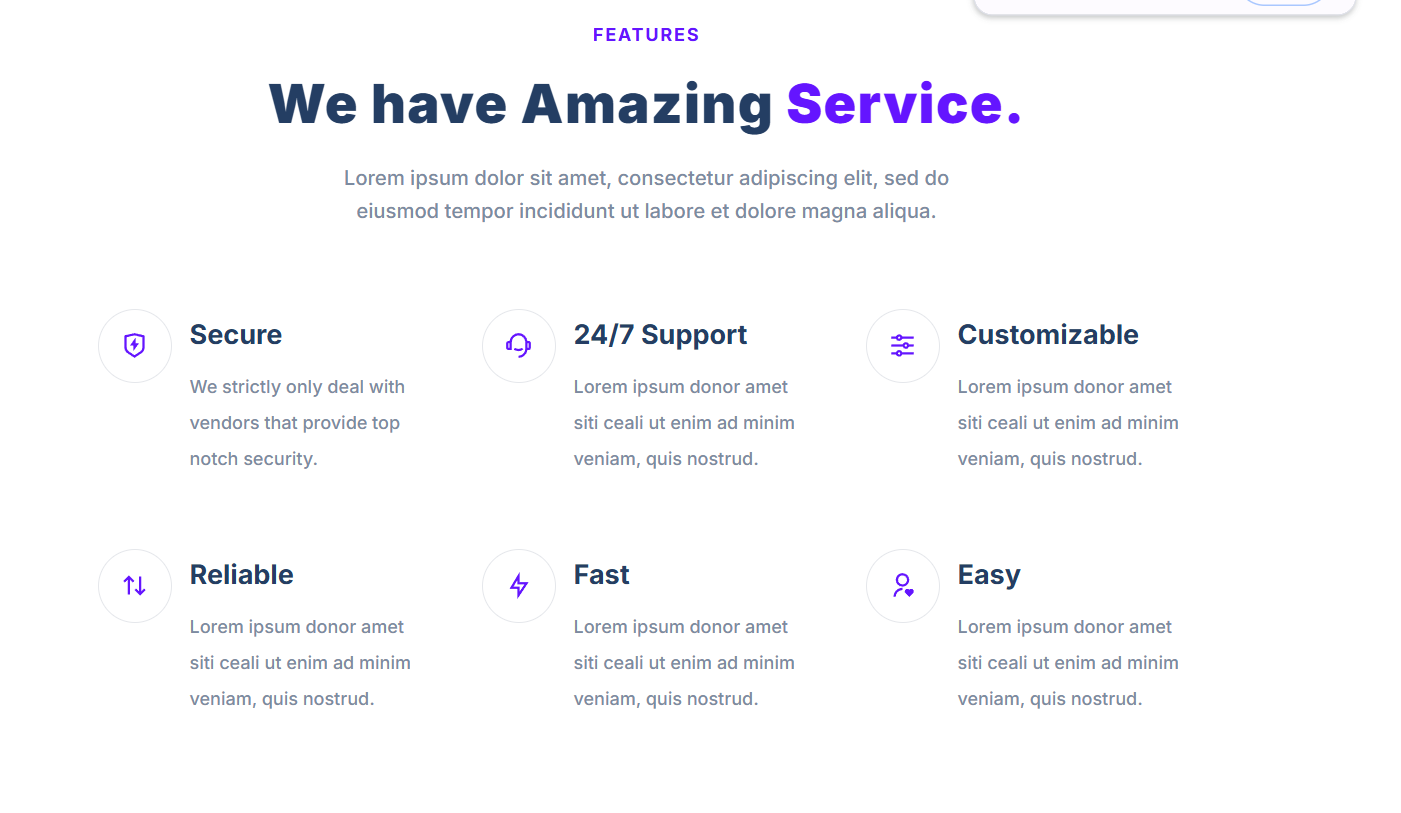 FEATURES
We have Amazing Service.
Lorem ipsum dolor sit amet, consectetur adipiscing elit, sed do
eiusmod tempor incididunt ut labore et dolore magna aliqua.
Secure
We strictly only deal with
vendors that provide top
notch security.
24/7 Support
Lorem ipsum donor amet
siti ceali ut enim ad minim
veniam, quis nostrud.
Customizable
Lorem ipsum donor amet
siti ceali ut enim ad minim
veniam, quis nostrud.
Reliable
Lorem ipsum donor amet
siti ceali ut enim ad minim
veniam, quis nostrud.
Fast
Lorem ipsum donor amet
siti ceali ut enim ad minim
veniam, quis nostrud.
Easy
Lorem ipsum donor amet
siti ceali ut enim ad minim
veniam, quis nostrud.